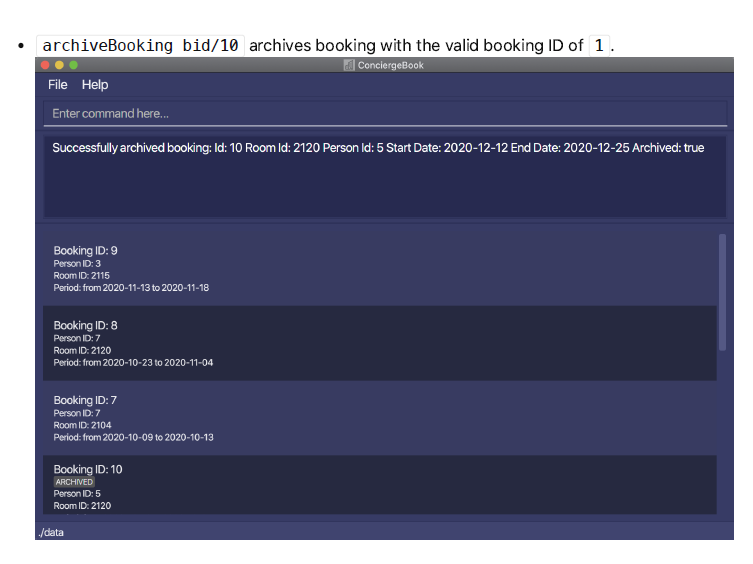 • archiveBooking bid/10 archives booking with the valid booking ID of 1.
ConciergeBook
File Help
Enter command here...
Successfully archived booking: Id: 10 Room Id: 2120 Person Id: 5 Start Date: 2020-12-12 End Date: 2020-12-25 Archived: true
Booking ID: 9
Person ID: 3
Room ID: 2115
Period: from 2020-11-13 to 2020-11-18
Booking ID: 8
Person ID: 7
Room ID: 2120
Period: from 2020-10-23 to 2020-11-04
Booking ID: 7
Person ID: 7
Room ID: 2104
Period: from 2020-10-09 to 2020-10-13
Booking ID: 10
ARCHIVED
Person ID: 5
Room ID: 2120
./data